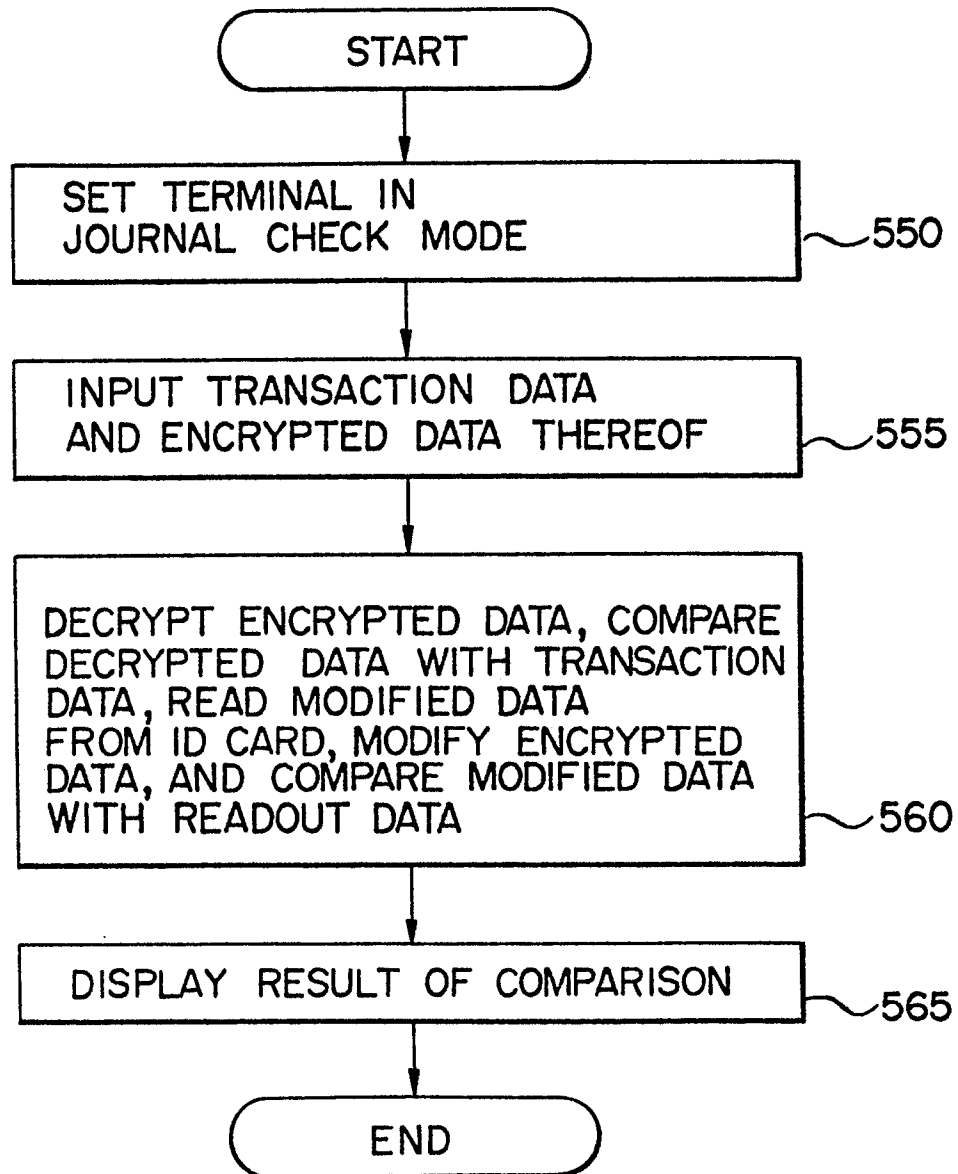 START
SET TERMINAL IN
JOURNAL CHECK MODE
550
INPUT TRANSACTION DATA
AND ENCRYPTED DATA THEREOF
555
DECRYPT ENCRYPTED DATA, COMPARE
DECRYPTED DATA WITH TRANSACTION
DATA, READ MODIFIED DATA
FROM ID CARD, MODIFY ENCRYPTED
DATA, AND COMPARE MODIFIED DATA
WITH READOUT DATA
560
DISPLAY RESULT OF COMPARISON
565
END